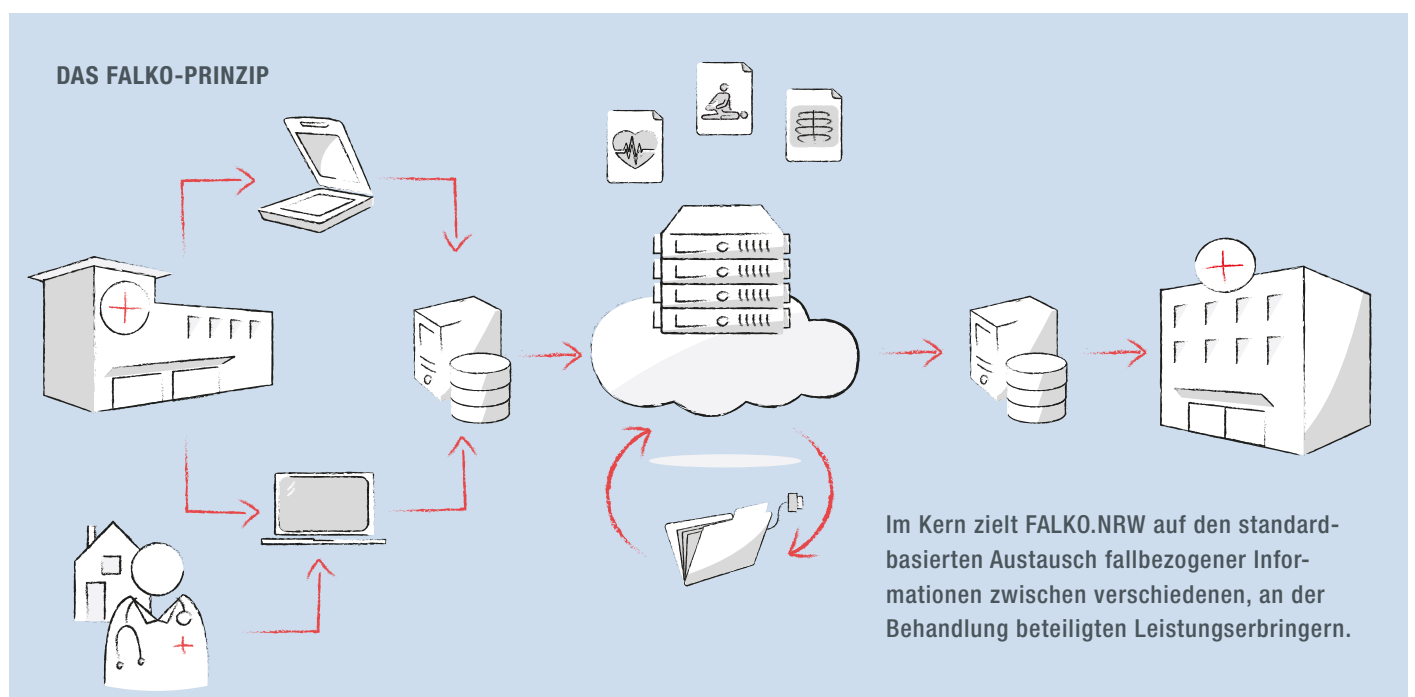 DAS FALKO-PRINZIP
Im Kern zielt FALKO.NRW auf den standard-
basierten Austausch fallbezogener Infor-
mationen zwischen verschiedenen, an der
Behandlung beteiligten Leistungserbringern.